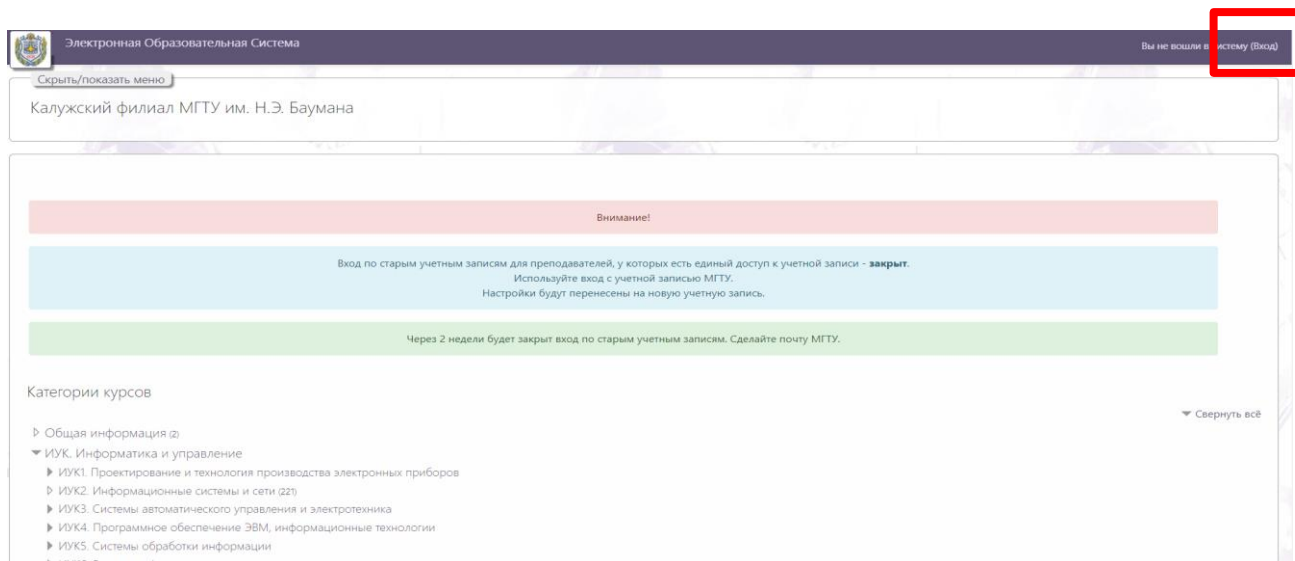 Электронная Образовательная Система
Вы не вошли в систему (Вход)
Скрыть/показать меню
Калужский филиал МГТУ им. Н.Э. Баумана
Внимание!
Вход по старым учетным записям для преподавателей, у которых есть единый доступ к учетной записи - закрыт.
Используйте вход с учетной записью МГТУ.
Настройки будут перенесены на новую учетную запись.
Через 2 недели будет закрыт вход по старым учетным записям. Сделайте почту МГТУ.
Категории курсов
Свернуть всё
Общая информация (2)
ИУК. Информатика и управление
ИУК1. Проектирование и технология производства электронных приборов
ИУК2. Информационные системы и сети (221)
ИУК3. Системы автоматического управления и электротехника
ИУК4. Программное обеспечение ЭВМ, информационные технологии
ИУК5. Системы обработки информации